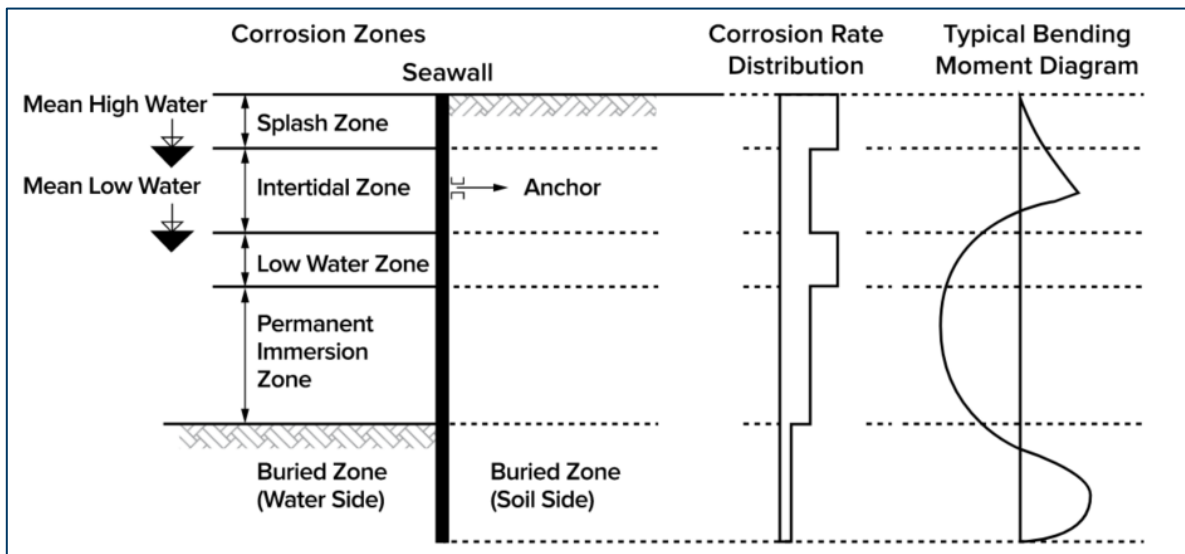 Corrosion Zones
Seawall
Corrosion Rate
Distribution
Typical Bending
Moment Diagram
Mean High Water
Splash Zone
Mean Low Water
Intertidal Zone
Anchor
Low Water Zone
Permanent
Immersion
Zone
Buried Zone
(Water Side)
Buried Zone
(Soil Side)